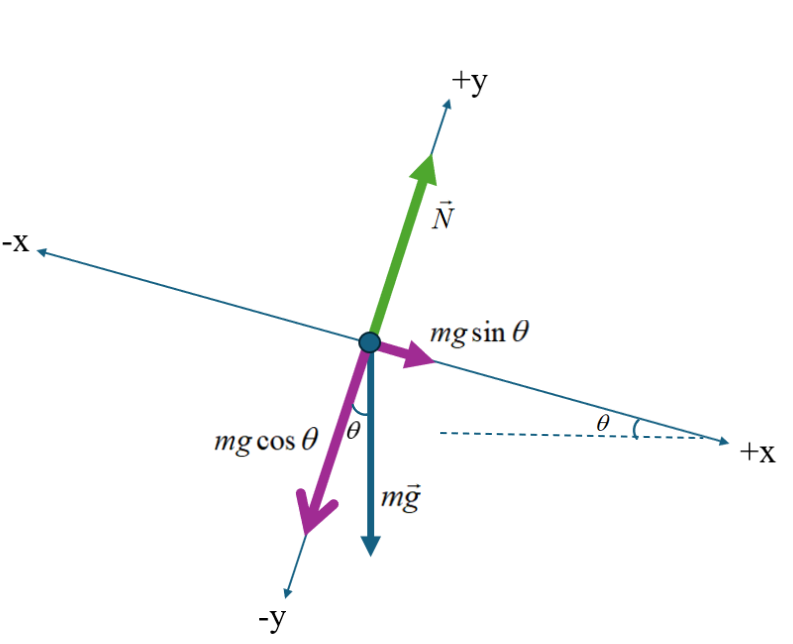 +y
N⃗
-x
mg sin θ
θ
mg cos θ
θ
+x
mg⃗
-y